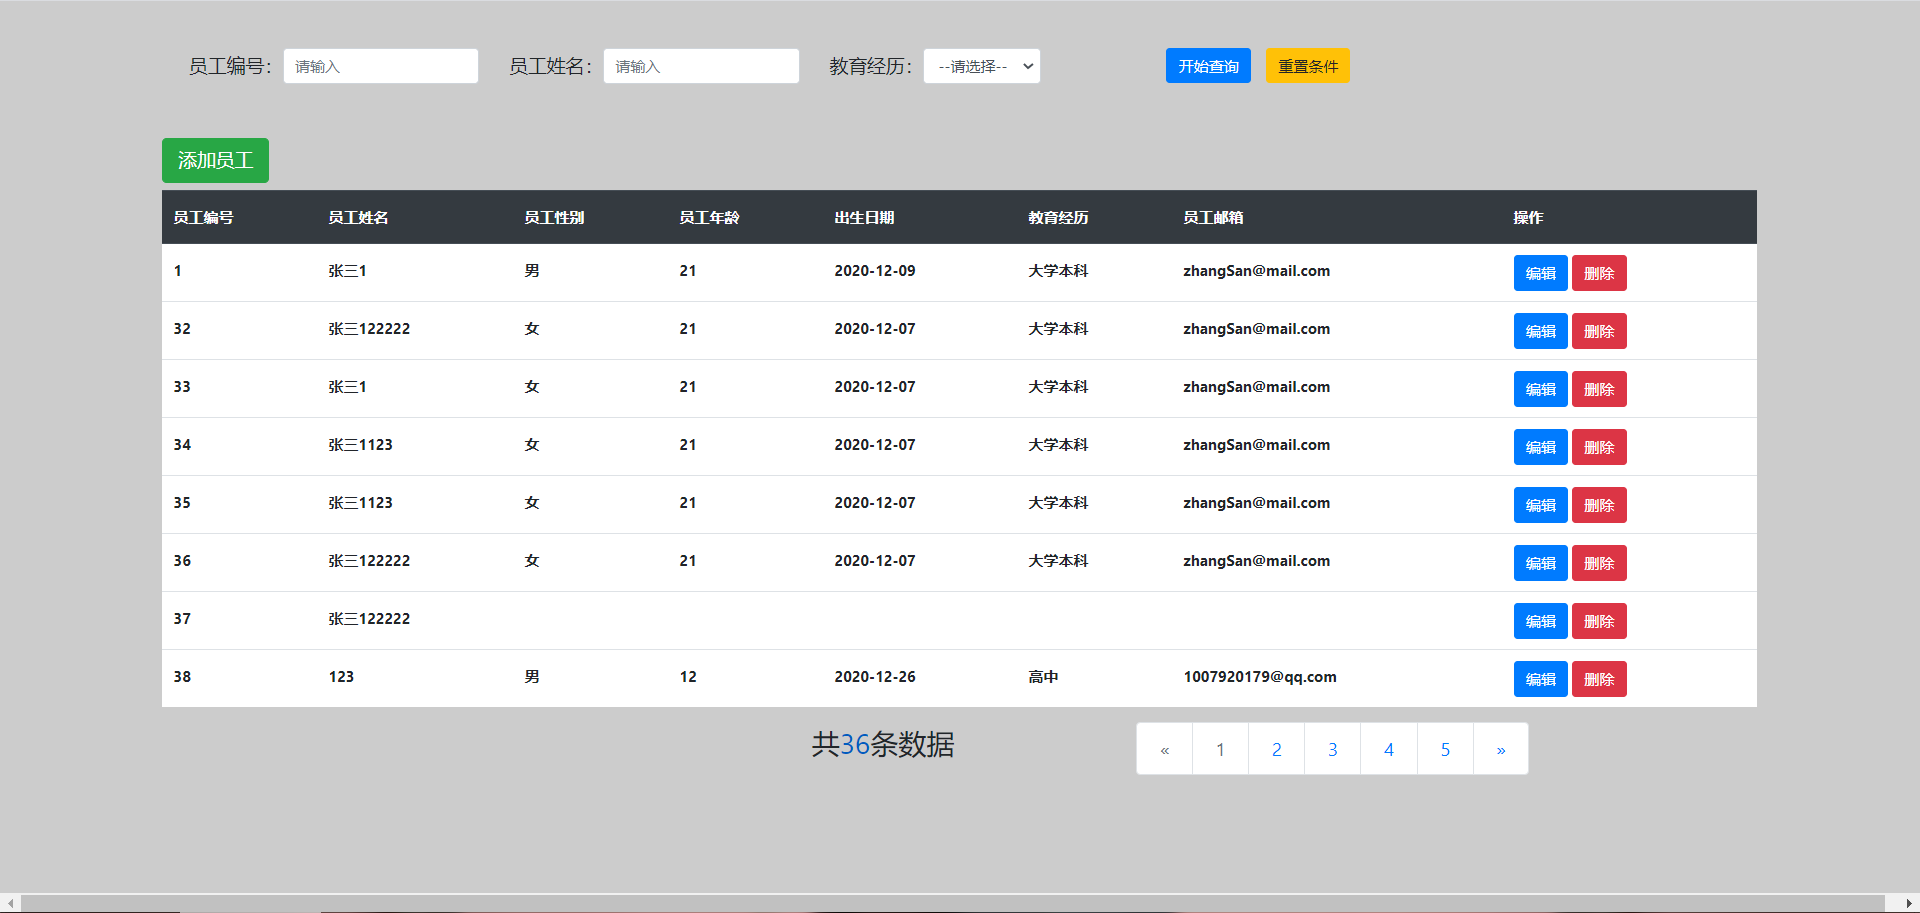 员工编号： 请输入 员工姓名： 请输入 教育经历： --请选择-- 开始查询 重置条件
添加员工
员工编号 员工姓名 员工性别 员工年龄 出生日期 教育经历 员工邮箱 操作
1 张三1 男 21 2020-12-09 大学本科 zhangSan@mail.com 编辑 删除
32 张三122222 女 21 2020-12-07 大学本科 zhangSan@mail.com 编辑 删除
33 张三1 女 21 2020-12-07 大学本科 zhangSan@mail.com 编辑 删除
34 张三1123 女 21 2020-12-07 大学本科 zhangSan@mail.com 编辑 删除
35 张三1123 女 21 2020-12-07 大学本科 zhangSan@mail.com 编辑 删除
36 张三122222 女 21 2020-12-07 大学本科 zhangSan@mail.com 编辑 删除
37 张三122222 编辑 删除
38 123 男 12 2020-12-26 高中 1007920179@qq.com 编辑 删除
共36条数据 « 1 2 3 4 5 »